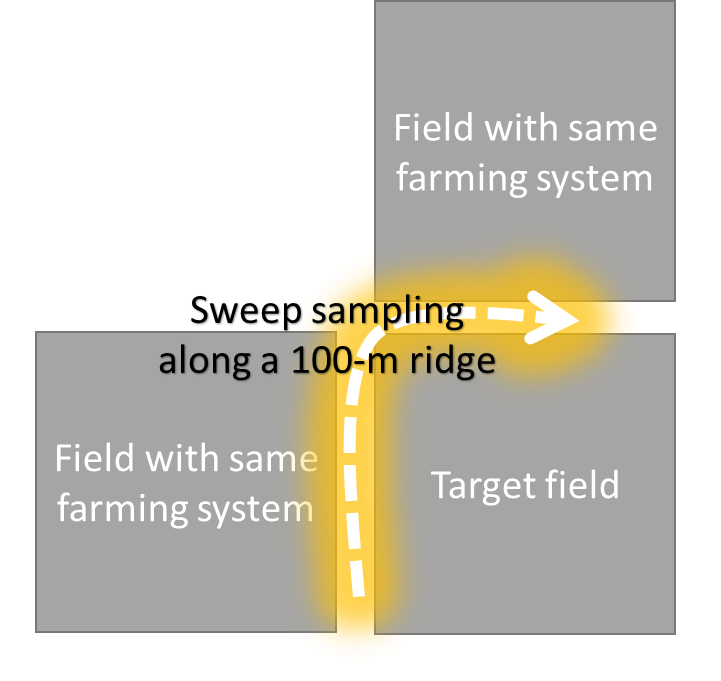 Field with same
farming system
Sweep sampling
along a 100-m ridge
Field with same
farming system
Target field